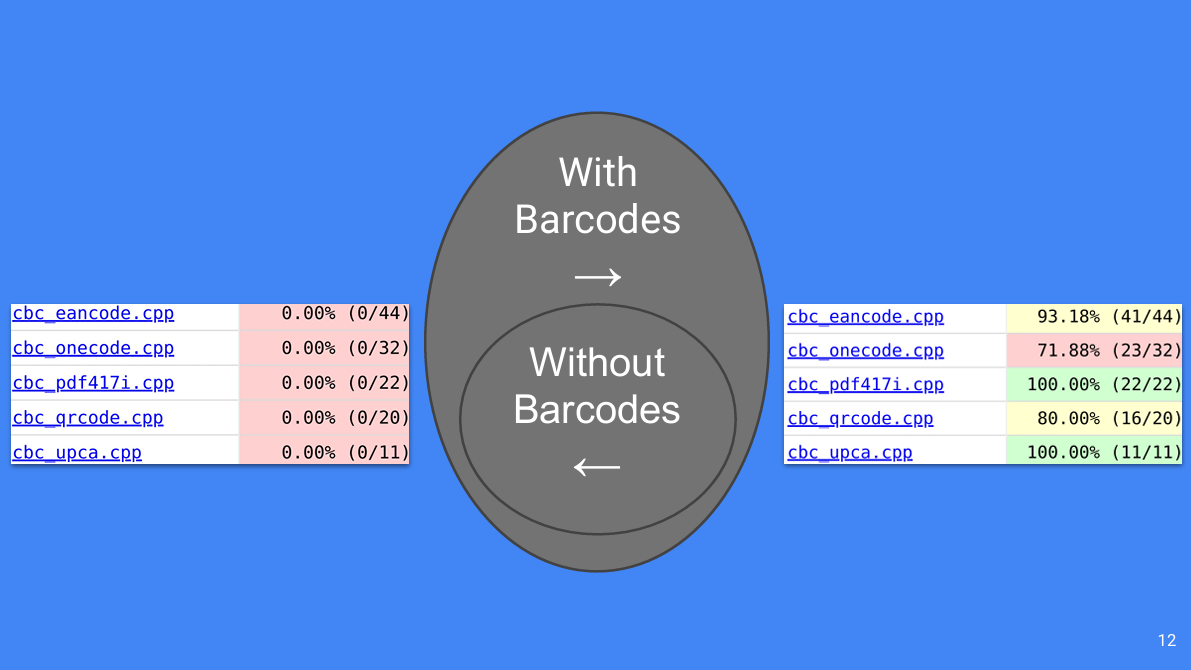 With
Barcodes
→
cbc_eancode.cpp 0.00% (0/44)
cbc_onecode.cpp 0.00% (0/32)
cbc_pdf417i.cpp 0.00% (0/22)
cbc_qrcode.cpp 0.00% (0/20)
cbc_upca.cpp 0.00% (0/11)
Without
Barcodes
←
cbc_eancode.cpp 93.18% (41/44)
cbc_onecode.cpp 71.88% (23/32)
cbc_pdf417i.cpp 100.00% (22/22)
cbc_qrcode.cpp 80.00% (16/20)
cbc_upca.cpp 100.00% (11/11)
12